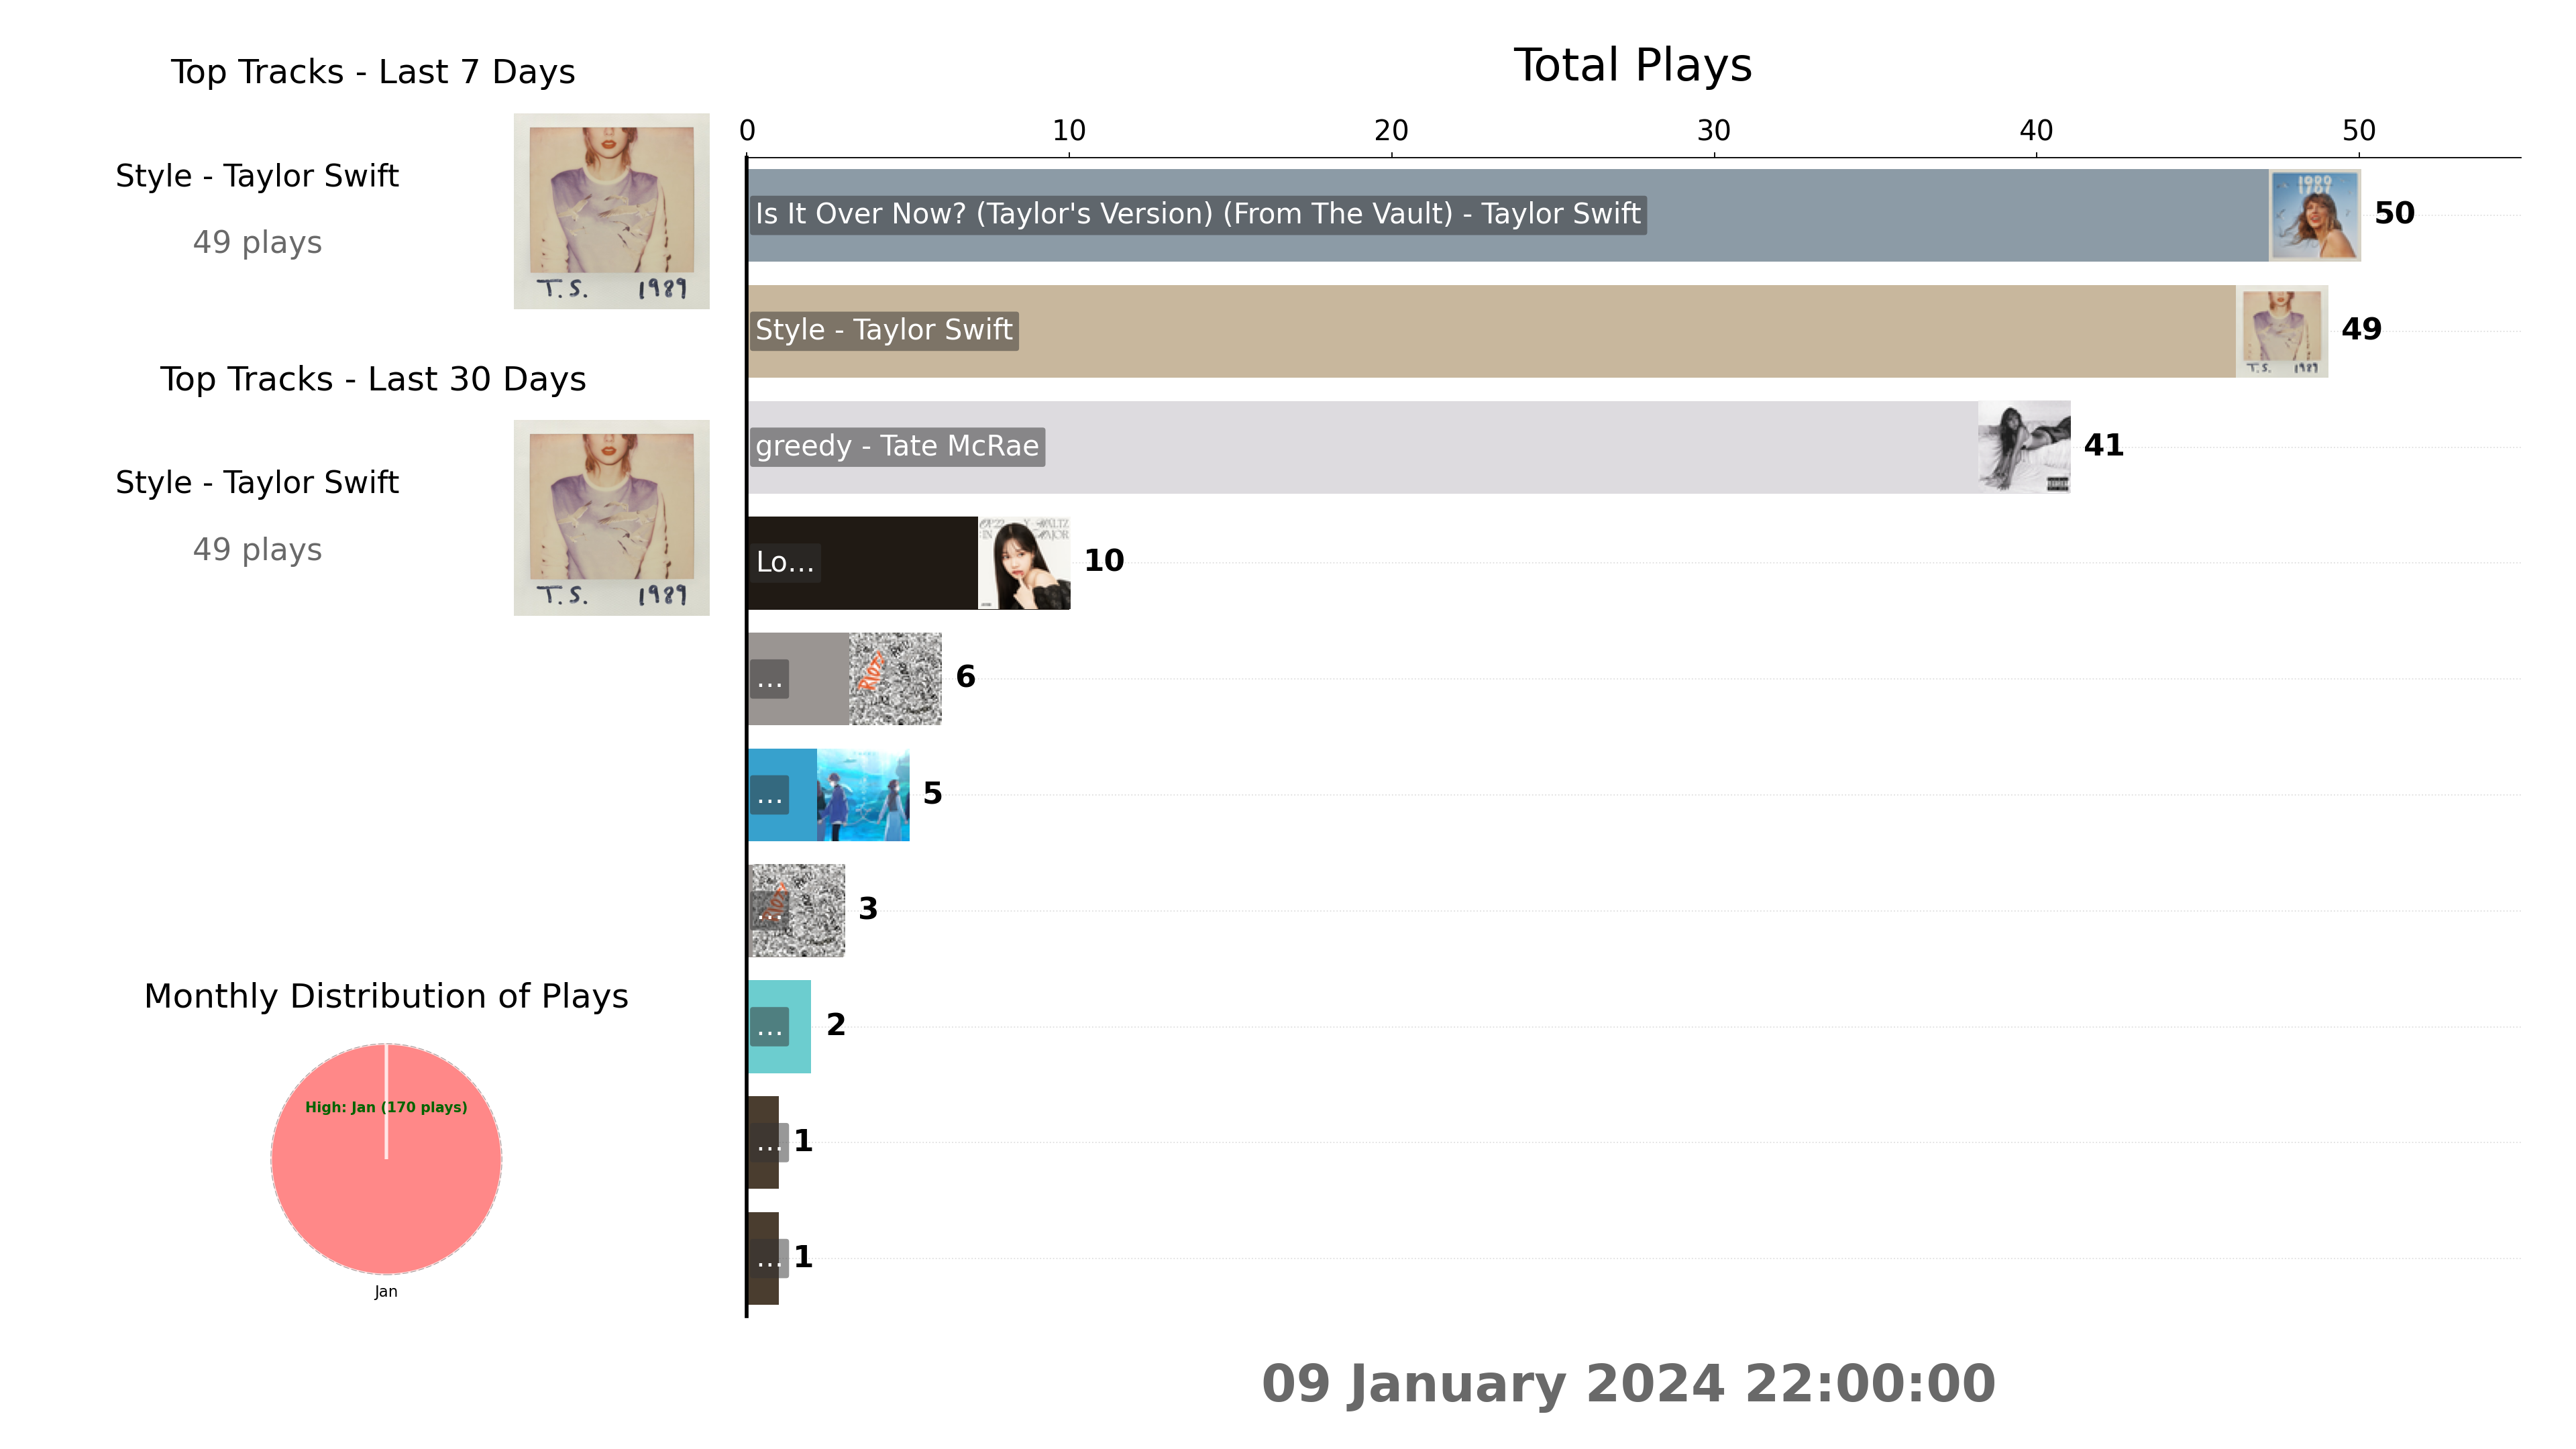 Top Tracks - Last 7 Days
Style - Taylor Swift
49 plays
T.S. 1989
Top Tracks - Last 30 Days
Style - Taylor Swift
49 plays
T.S. 1989
Monthly Distribution of Plays
High: Jan (170 plays)
Jan
Total Plays
0 10 20 30 40 50
Is It Over Now? (Taylor's Version) (From The Vault) - Taylor Swift 50
Style - Taylor Swift T.S. 1989 49
greedy - Tate McRae 41
Lo... 10
... RIOT! 6
... 5
... RIOT! 3
... 2
... 1
... 1
09 January 2024 22:00:00